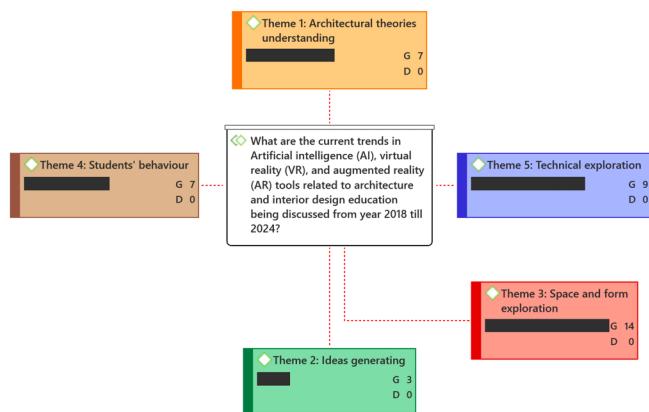 Theme 1: Architectural theories
understanding
G 7
D 0
Theme 4: Students' behaviour
G 7
D 0
What are the current trends in
Artificial intelligence (AI), virtual
reality (VR), and augmented reality
(AR) tools related to architecture
and interior design education
being discussed from year 2018 till
2024?
Theme 5: Technical exploration
G 9
D 0
Theme 3: Space and form
exploration
G 14
D 0
Theme 2: Ideas generating
G 3
D 0